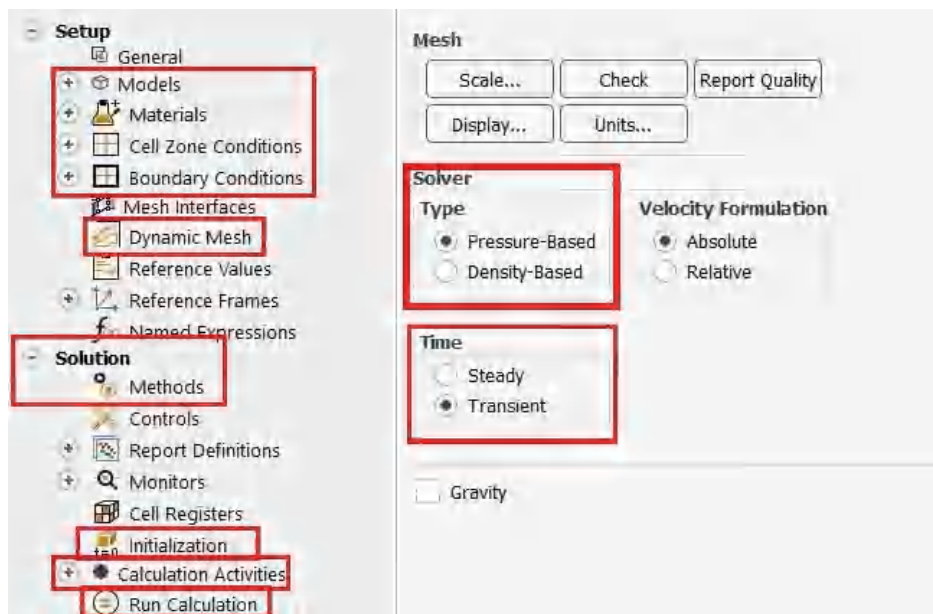 Setup
General
Models
Materials
Cell Zone Conditions
Boundary Conditions
Mesh Interfaces
Dynamic Mesh
Reference Values
Reference Frames
Named Expressions
Solution
Methods
Controls
Report Definitions
Monitors
Cell Registers
t=0 Initialization
Calculation Activities
Run Calculation
Mesh
Scale... Check Report Quality
Display... Units...
Solver
Type Velocity Formulation
Pressure-Based Absolute
Density-Based Relative
Time
Steady
Transient
Gravity